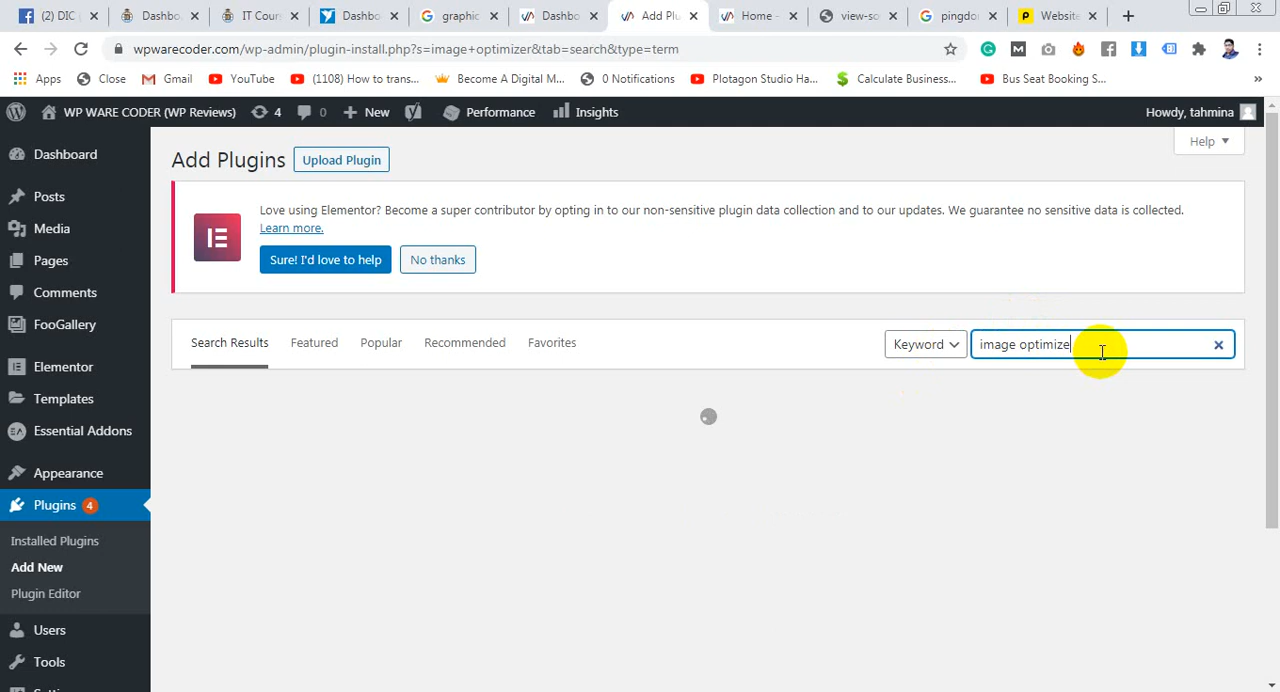 (2) DIC (
Dashbo
IT Cours
Dashbo
graphic
Dashbo
Add Plu
Home -
view-so
pingdo
Website
wpwarecoder.com/wp-admin/plugin-install.php?s=image+optimizer&tab=search&type=term
Apps
Close
Gmail
YouTube
(1108) How to trans...
Become A Digital M...
0 Notifications
Plotagon Studio Ha...
Calculate Business...
Bus Seat Booking S...
WP WARE CODER (WP Reviews)
4
0
New
Performance
Insights
Howdy, tahmina
Help
Dashboard
Posts
Media
Pages
Comments
FooGallery
Elementor
Templates
Essential Addons
Appearance
Plugins 4
Installed Plugins
Add New
Plugin Editor
Users
Tools
Add Plugins
Upload Plugin
Love using Elementor? Become a super contributor by opting in to our non-sensitive plugin data collection and to our updates. We guarantee no sensitive data is collected.
Learn more.
Sure! I'd love to help
No thanks
Search Results
Featured
Popular
Recommended
Favorites
Keyword
image optimize